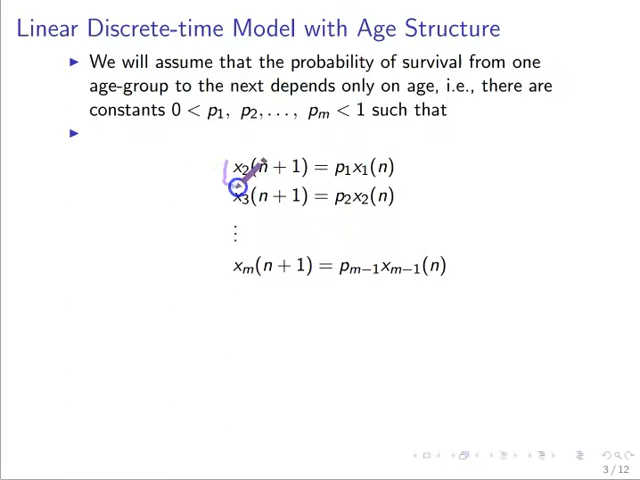 Linear Discrete-time Model with Age Structure
We will assume that the probability of survival from one
age-group to the next depends only on age, i.e., there are
constants 0 < p₁, p₂, . . . , pₘ < 1 such that
x₂(n + 1) = p₁x₁(n)
x₃(n + 1) = p₂x₂(n)
⋮
xₘ(n + 1) = pₘ₋₁xₘ₋₁(n)
3 / 12